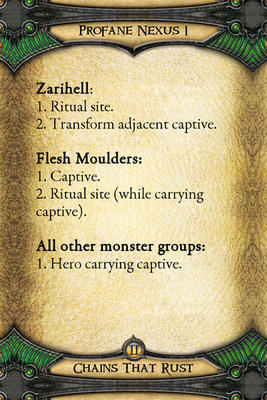 Profane Nexus 1
Zarihell:
1. Ritual site.
2. Transform adjacent captive.
Flesh Moulders:
1. Captive.
2. Ritual site (while carrying
captive).
All other monster groups:
1. Hero carrying captive.
II
Chains That Rust